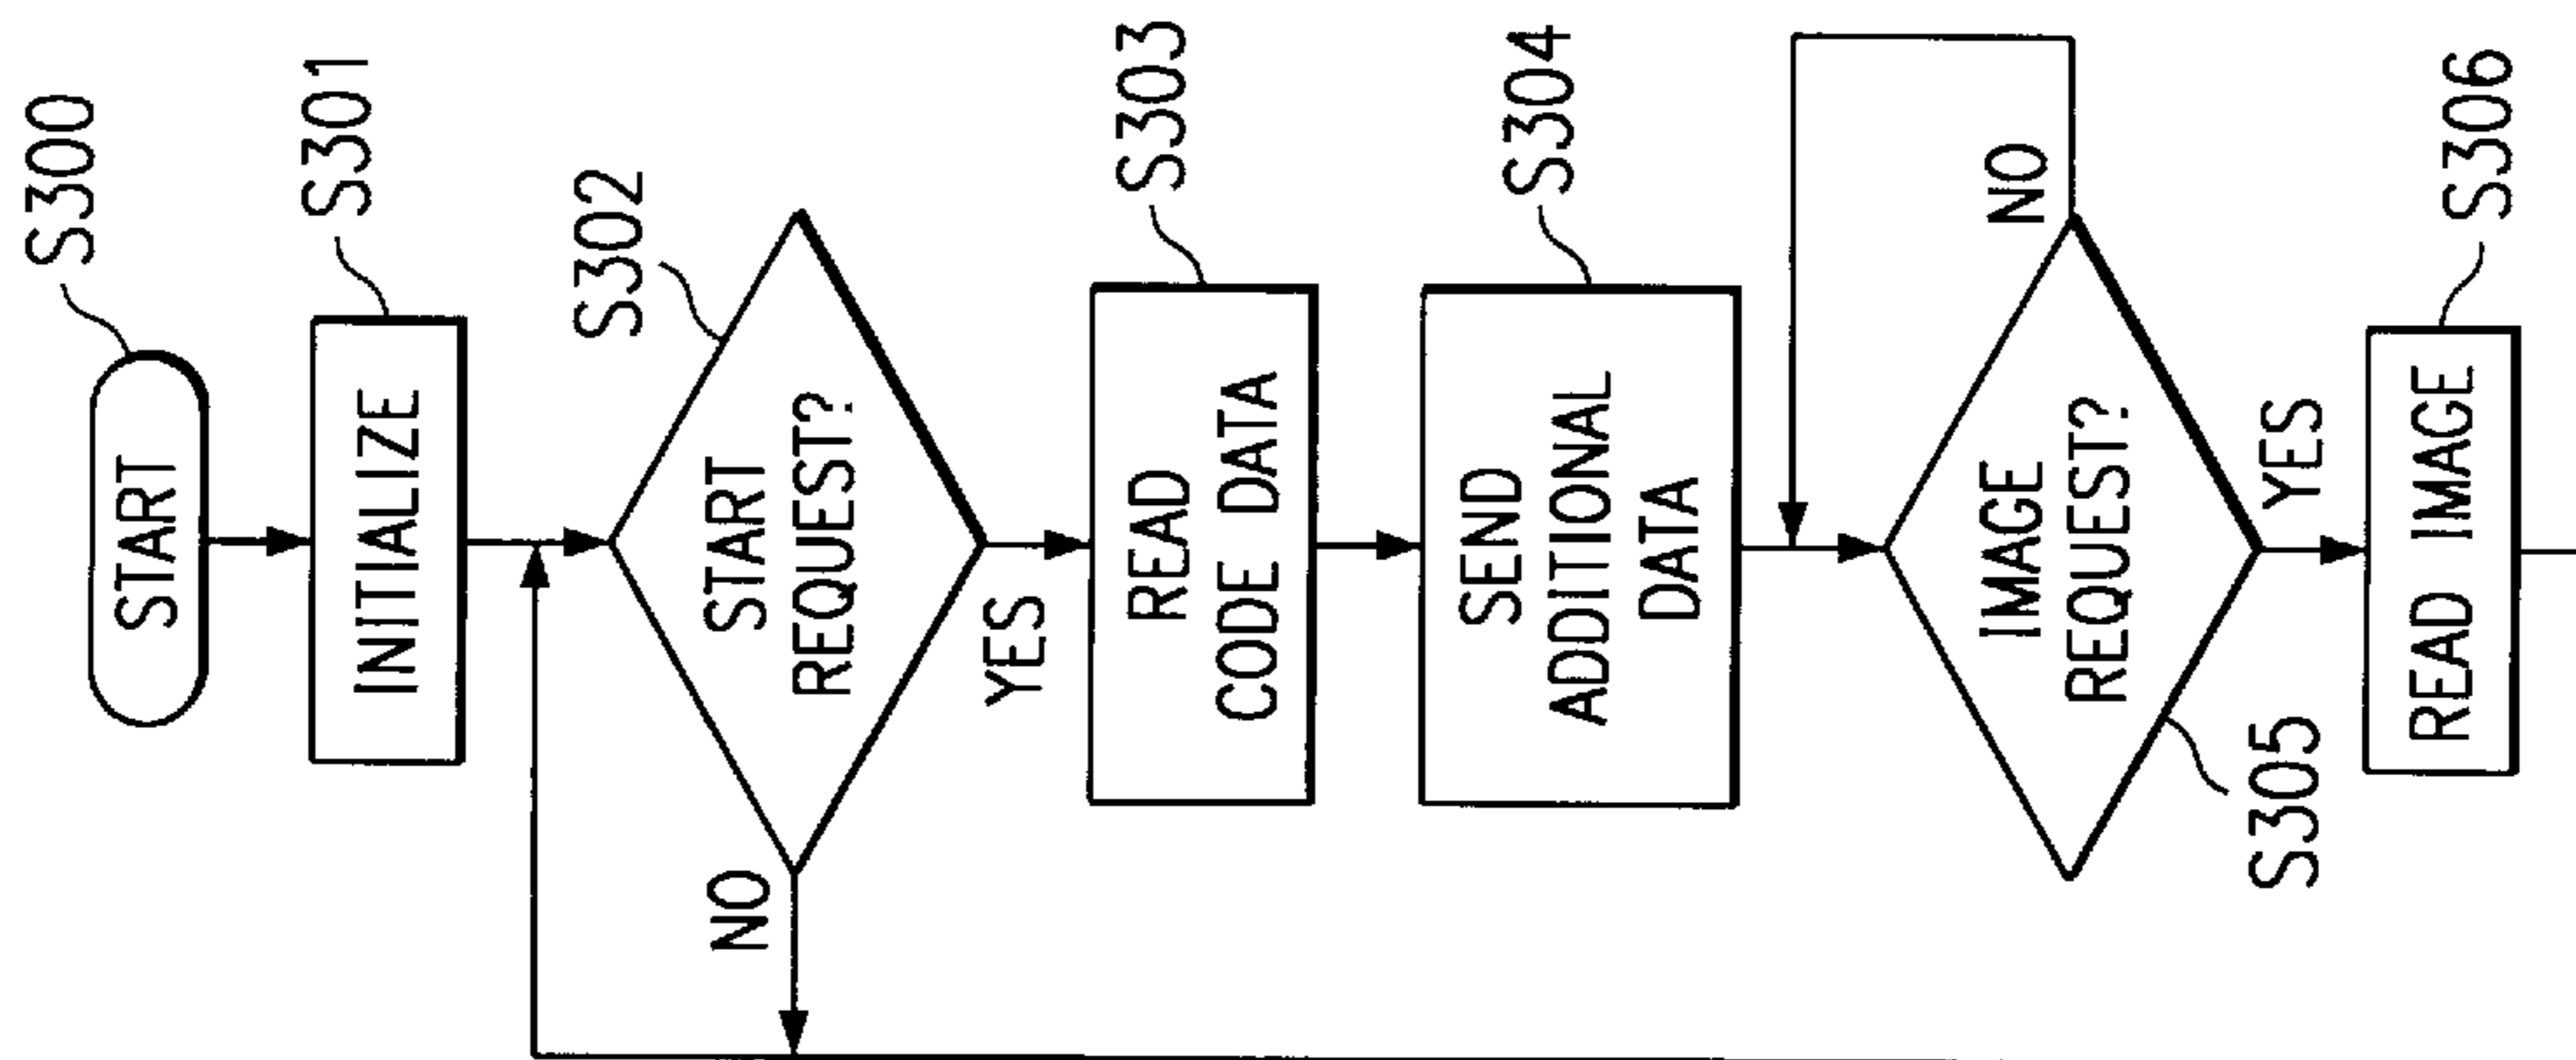 S300
START
S301
INITIALIZE
S302
START
REQUEST?
NO
YES
S303
READ
CODE DATA
S304
SEND
ADDITIONAL
DATA
IMAGE
REQUEST?
NO
YES
S305
S306
READ IMAGE